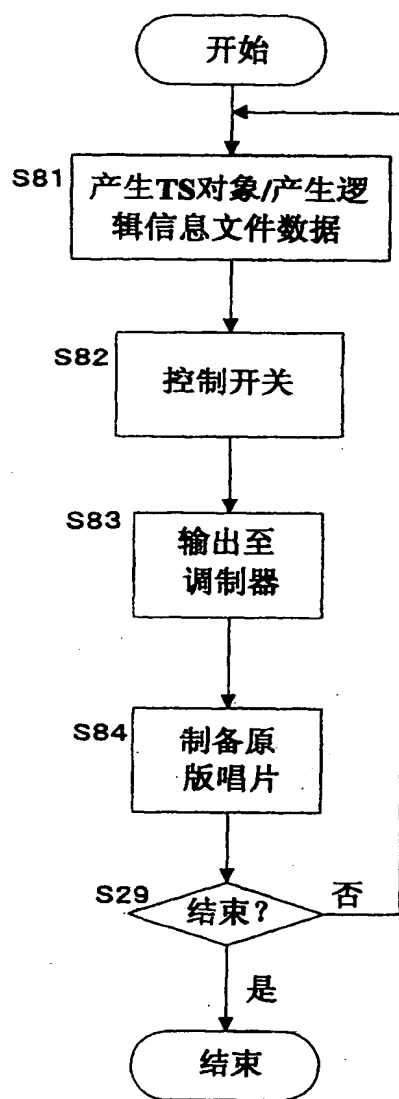 开始
S81
产生TS对象/产生逻
辑信息文件数据
S82
控制开关
S83
输出至
调制器
S84
制备原
版唱片
S29
结束?
否
是
结束